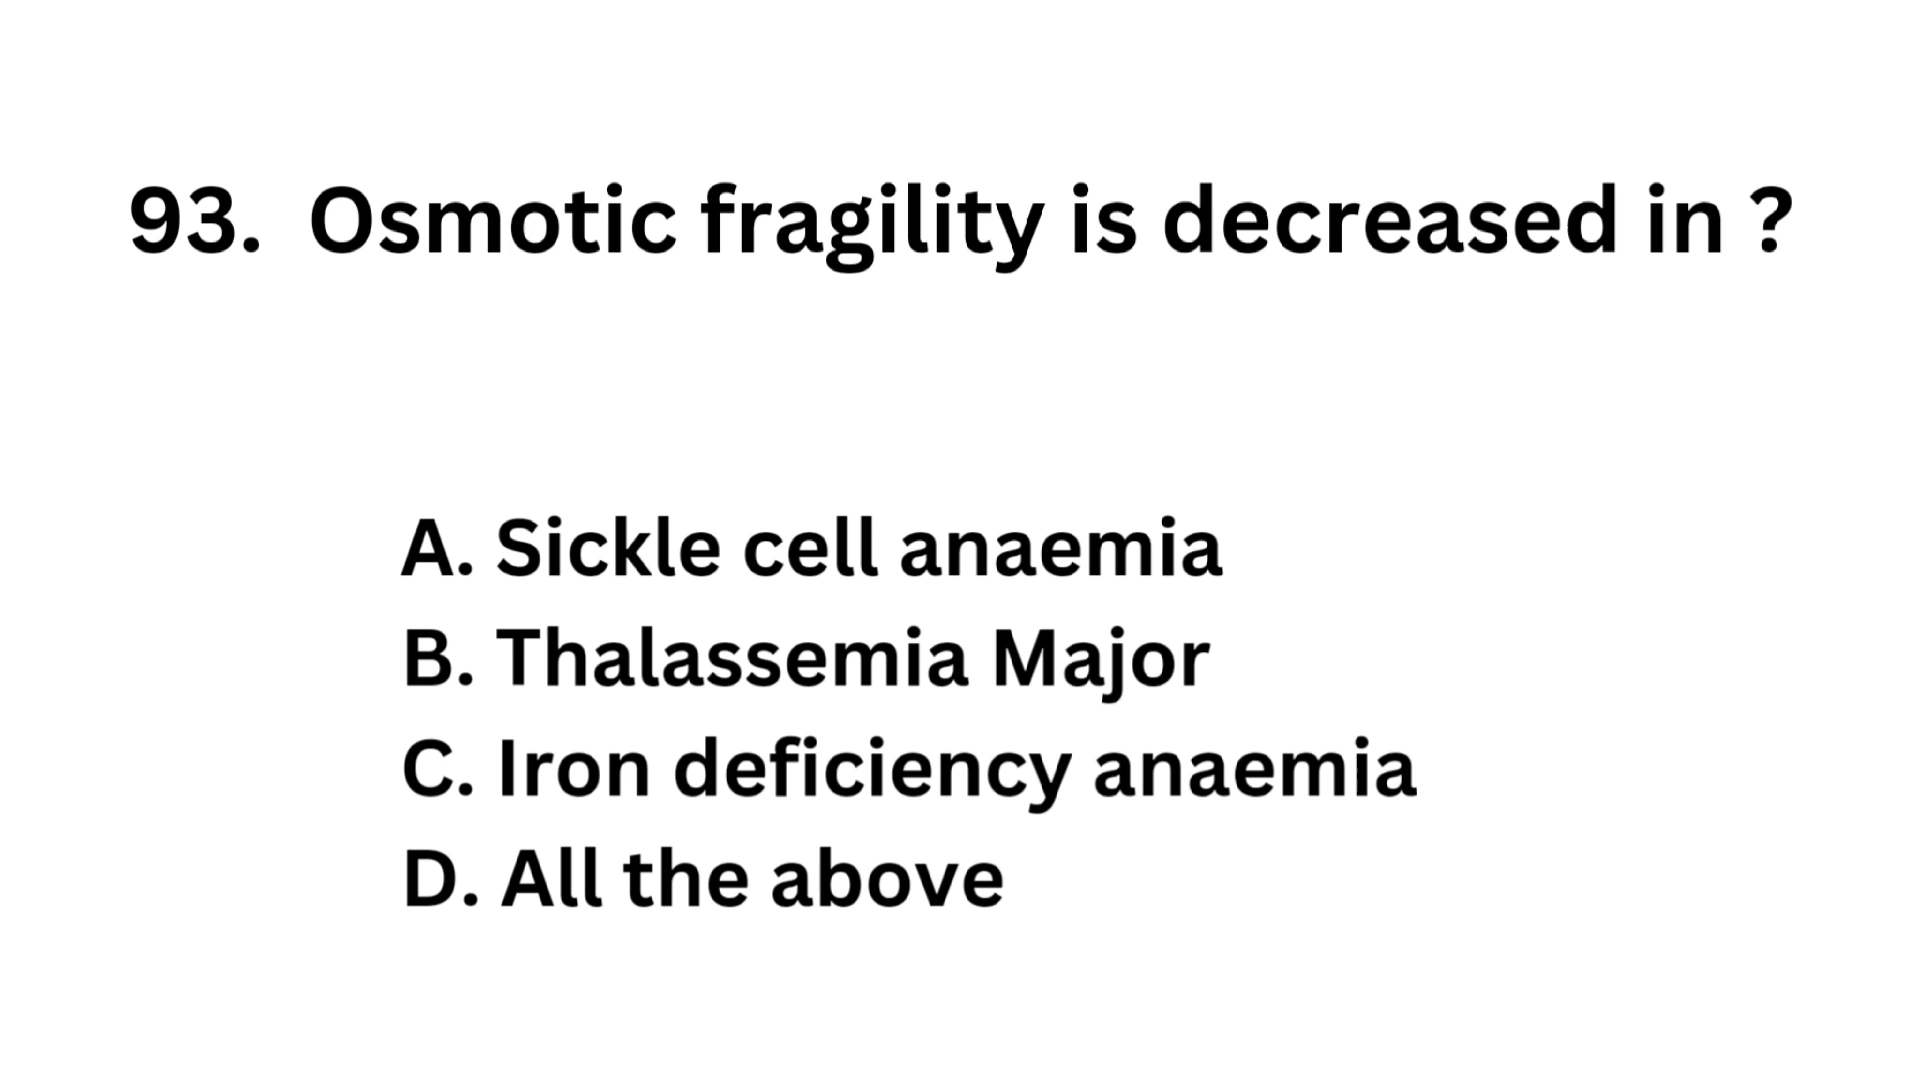 93. Osmotic fragility is decreased in ?
A. Sickle cell anaemia
B. Thalassemia Major
C. Iron deficiency anaemia
D. All the above